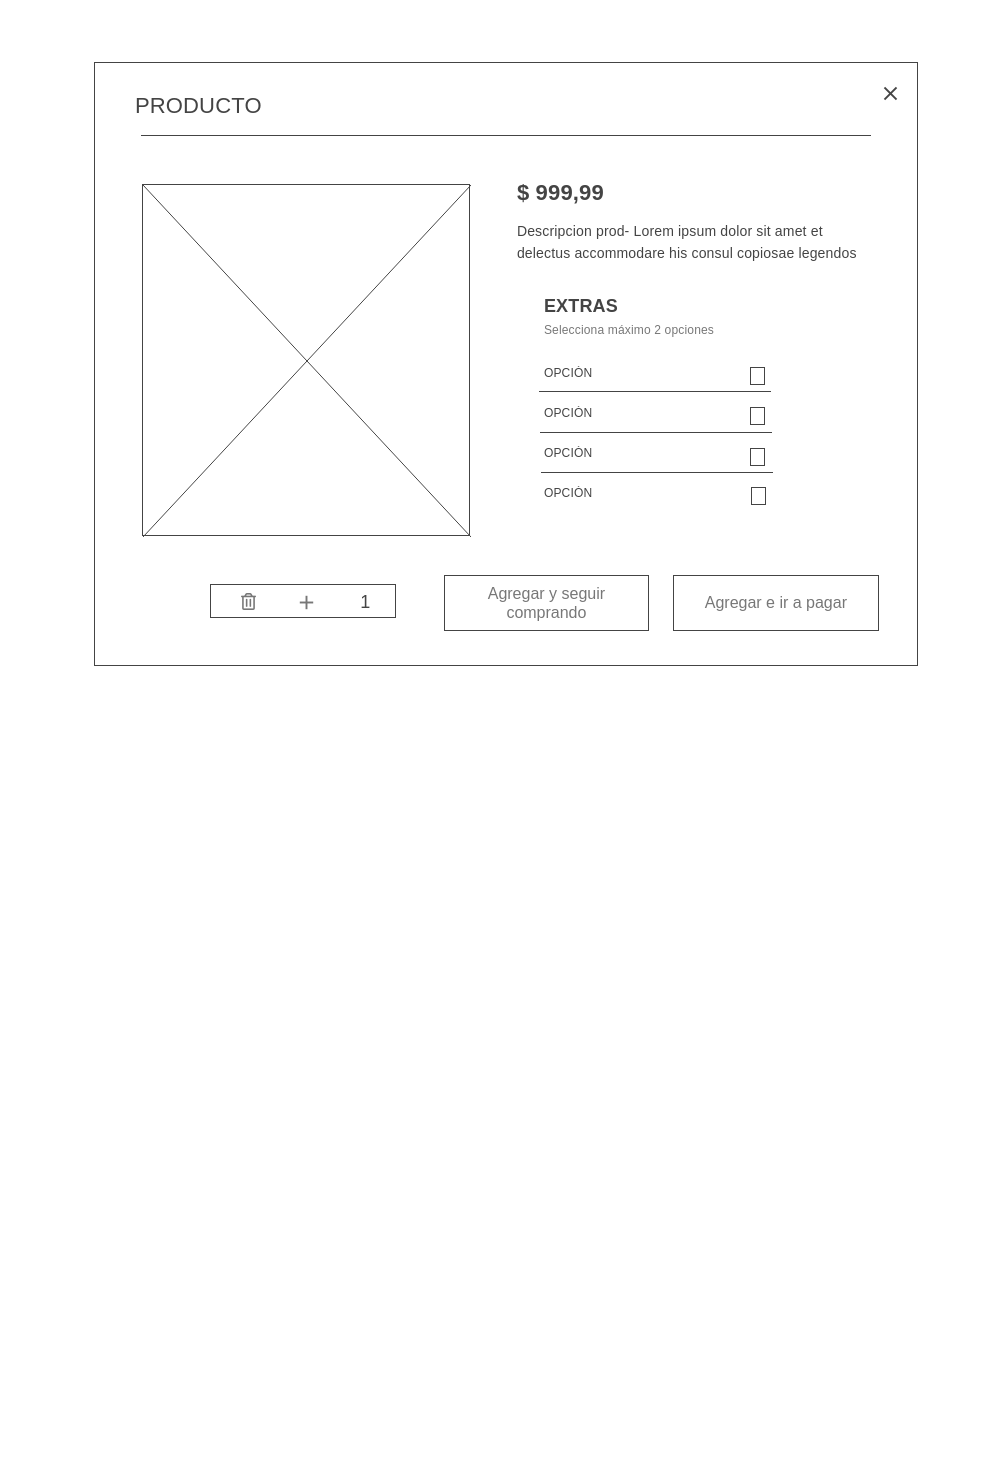 PRODUCTO
$ 999,99
Descripcion prod- Lorem ipsum dolor sit amet et
delectus accommodare his consul copiosae legendos
EXTRAS
Selecciona máximo 2 opciones
OPCIÓN
OPCIÓN
OPCIÓN
OPCIÓN
1
Agregar y seguir
comprando
Agregar e ir a pagar